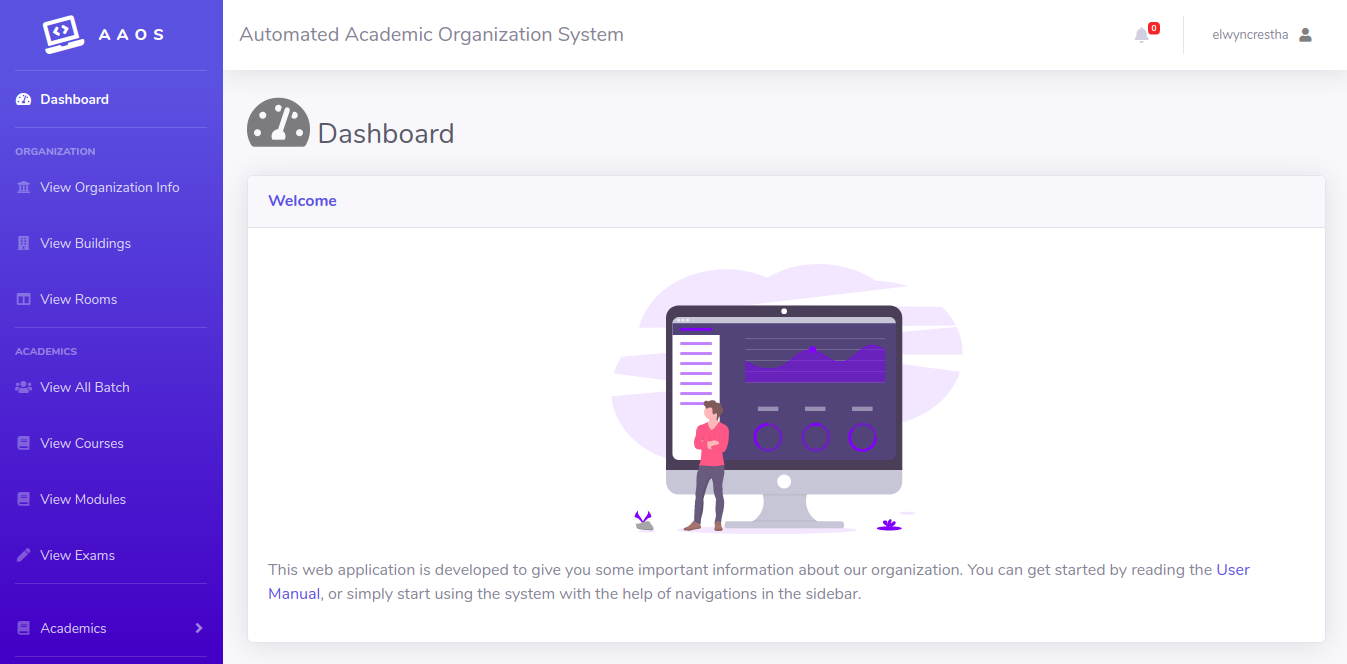 AAOS
Automated Academic Organization System
0
elwyncrestha
Dashboard
ORGANIZATION
View Organization Info
View Buildings
View Rooms
ACADEMICS
View All Batch
View Courses
View Modules
View Exams
Academics
Dashboard
Welcome
This web application is developed to give you some important information about our organization. You can get started by reading the User
Manual, or simply start using the system with the help of navigations in the sidebar.